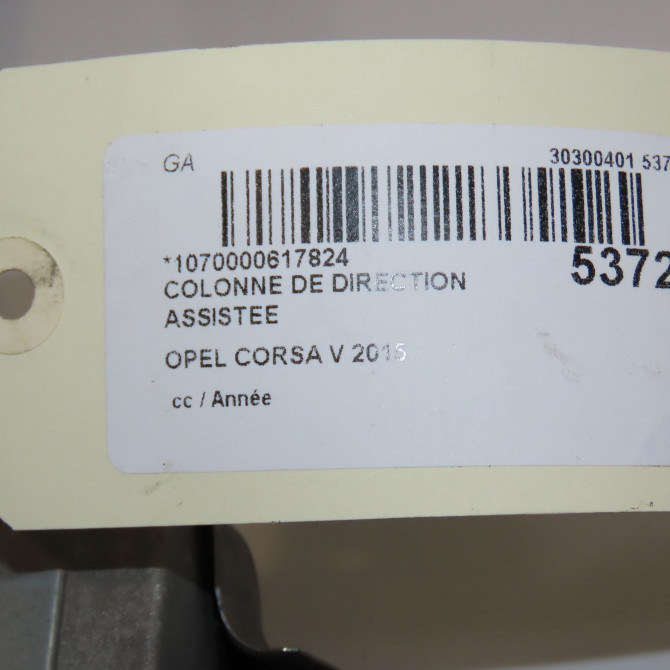 GA
30300401 537
*1070000617824
5372
COLONNE DE DIRECTION
ASSISTEE
OPEL CORSA V 2015
cc / Année